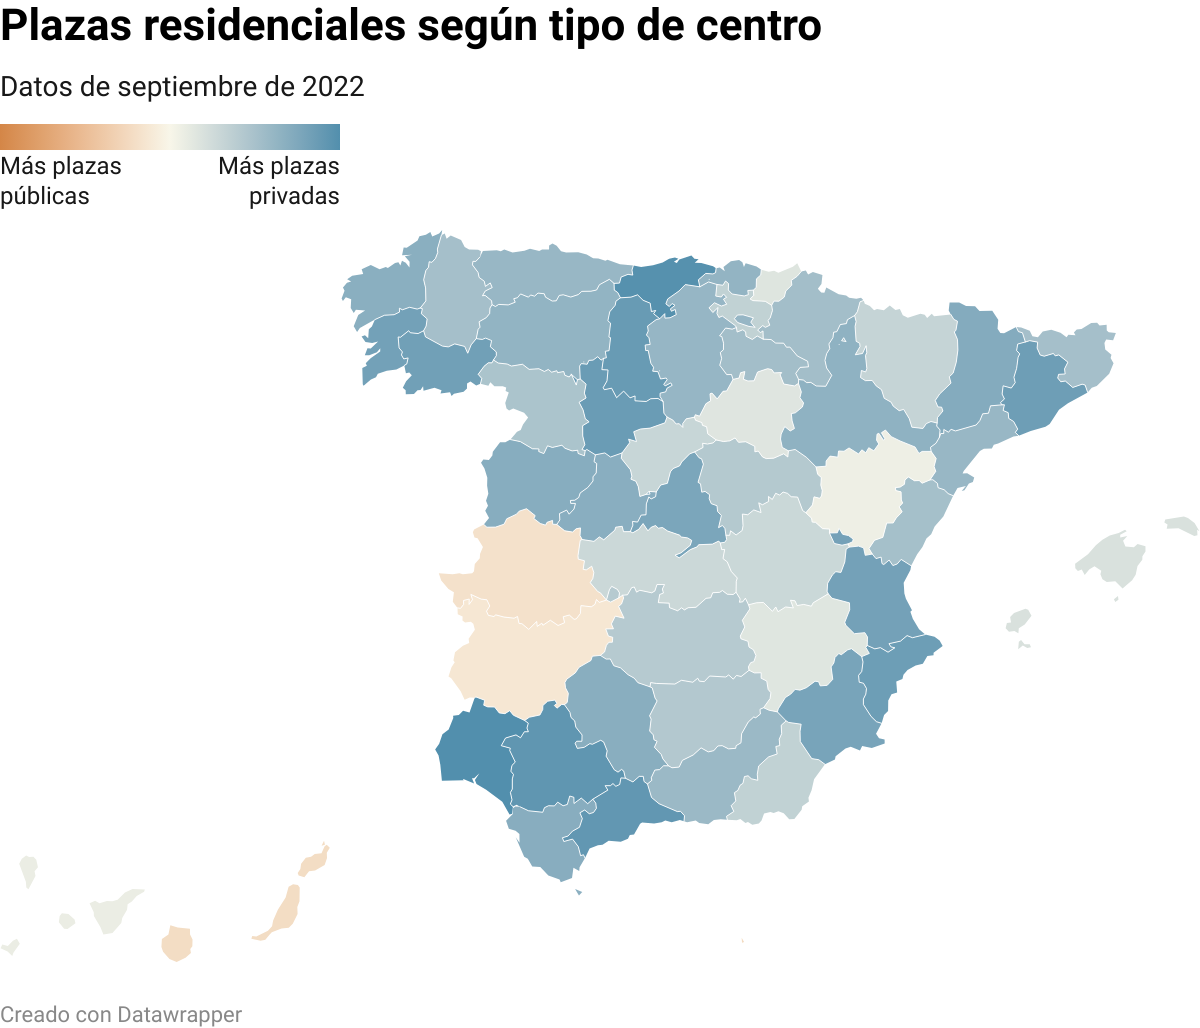 Plazas residenciales según tipo de centro
Datos de septiembre de 2022
Más plazas
públicas
Más plazas
privadas
Creado con Datawrapper